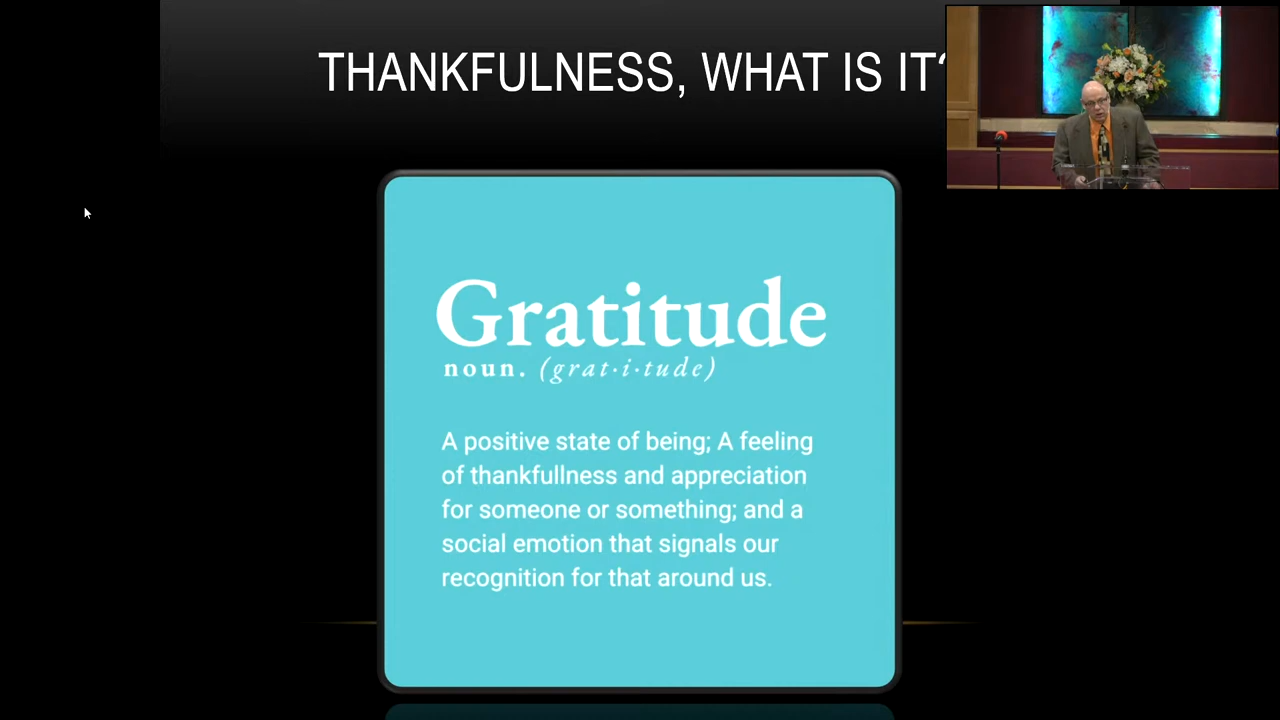 THANKFULNESS, WHAT IS IT?
Gratitude
noun. (grat·i·tude)
A positive state of being; A feeling
of thankfullness and appreciation
for someone or something; and a
social emotion that signals our
recognition for that around us.